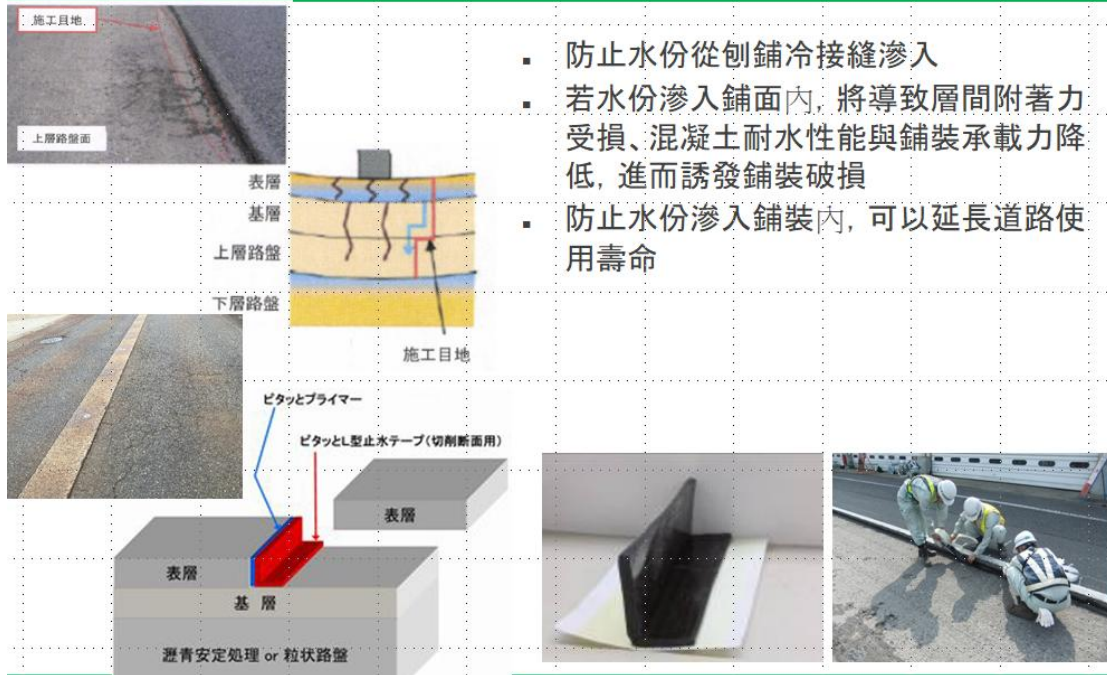 施工目地
上層路盤面
▪ 防止水份從刨鋪冷接縫滲入
▪ 若水份滲入鋪面內, 將導致層間附著力
受損、混凝土耐水性能與鋪裝承載力降
低, 進而誘發鋪裝破損
▪ 防止水份滲入鋪裝內, 可以延長道路使
用壽命
表層
基層
上層路盤
下層路盤
施工目地
ピタッとプライマー
ピタッとL型止水テープ(切削断面用)
表層
表層
基 層
瀝青安定処理 or 粒状路盤